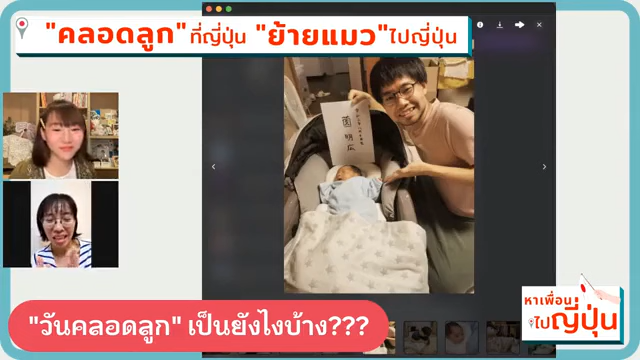 "คลอดลูก" ที่ญี่ปุ่น "ย้ายแมว" ไปญี่ปุ่น
"วันคลอดลูก" เป็นยังไงบ้าง???
หาเพื่อน
ไปญี่ปุ่น